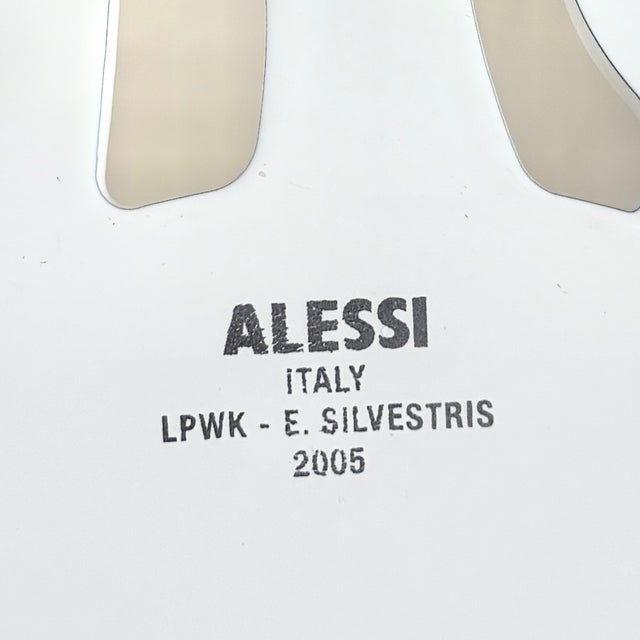 ALESSI
ITALY
LPWK - E. SILVESTRIS
2005